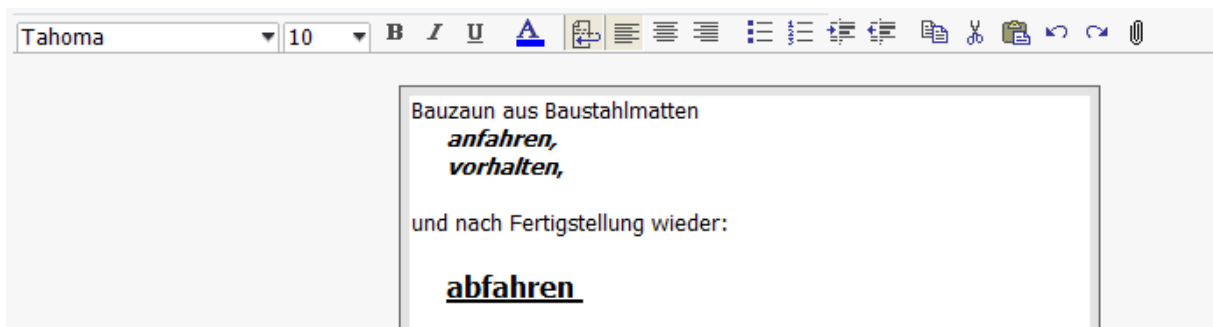 Tahoma 10 B I U A
Bauzaun aus Baustahlmatten
anfahren,
vorhalten,
und nach Fertigstellung wieder:
abfahren